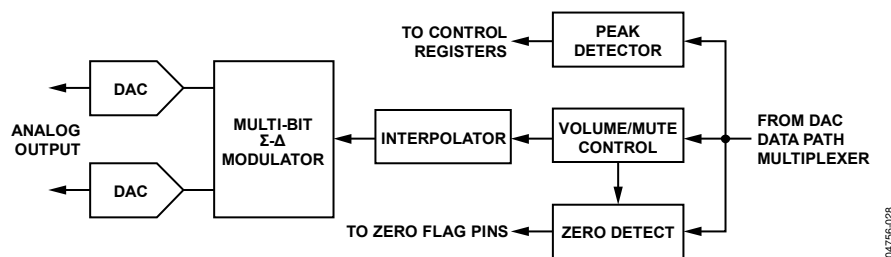 TO CONTROL
REGISTERS
PEAK
DETECTOR
DAC
ANALOG
OUTPUT
DAC
MULTI-BIT
Σ-Δ
MODULATOR
INTERPOLATOR
VOLUME/MUTE
CONTROL
FROM DAC
DATA PATH
MULTIPLEXER
TO ZERO FLAG PINS
ZERO DETECT
04756-028